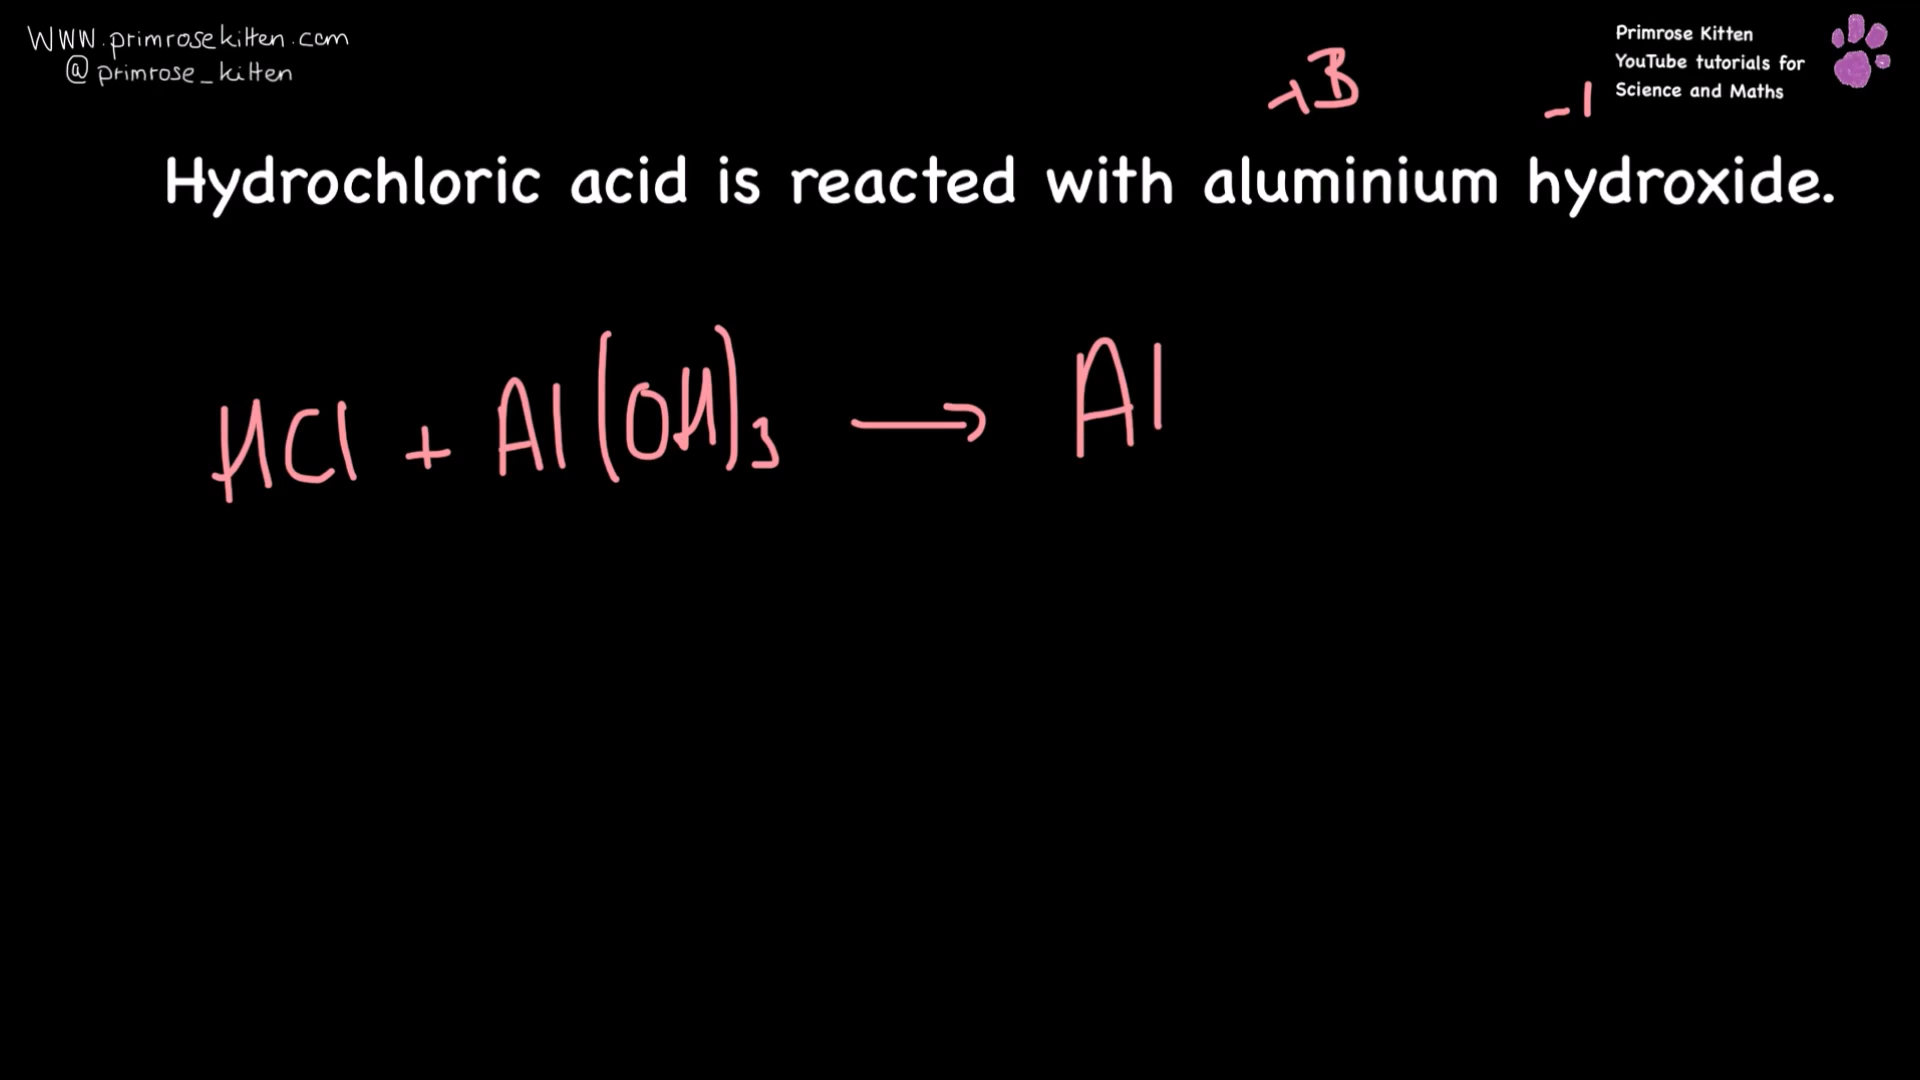 www.primrosekitten.com
@primrose_kitten
Primrose Kitten
YouTube tutorials for
Science and Maths
+3
-1
Hydrochloric acid is reacted with aluminium hydroxide.
HCl + Al(OH)₃ → Al